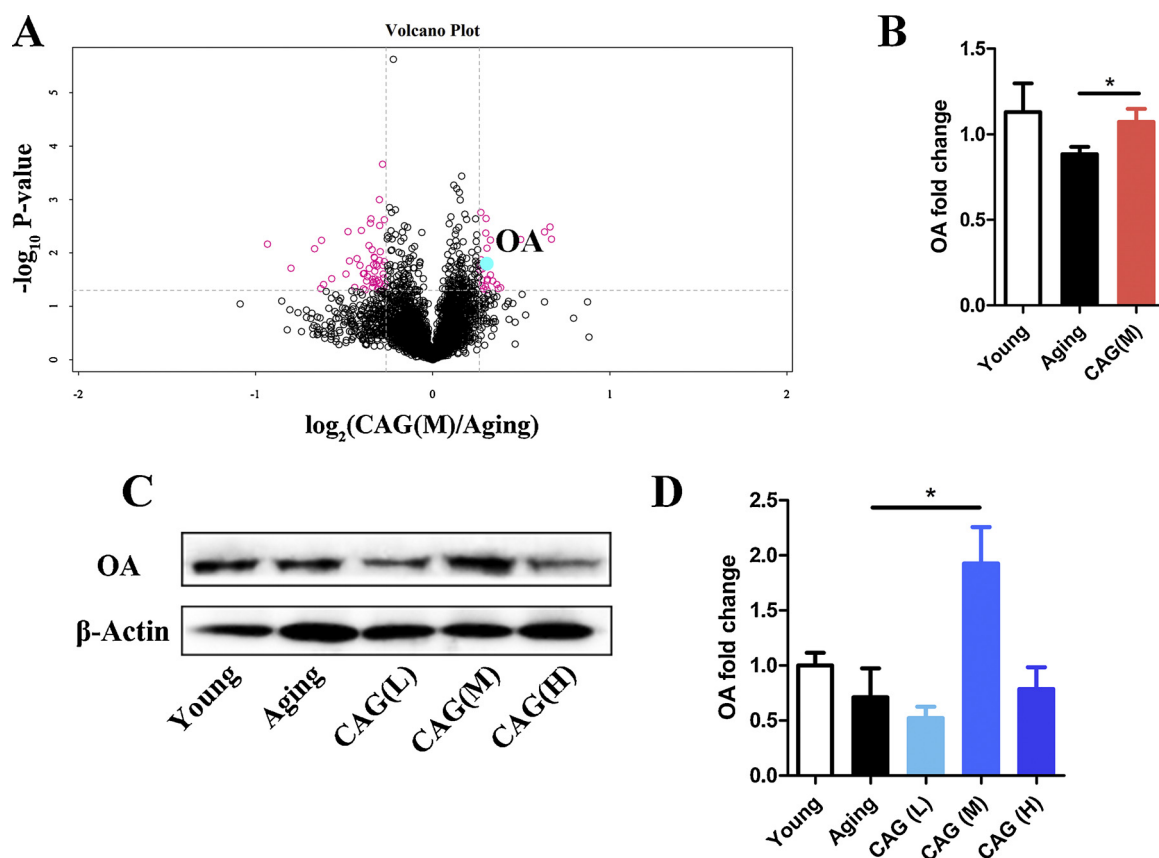 A
Volcano Plot
-log10 P-value
5
4
3
2
1
0
OA
-2
-1
0
1
2
log2(CAG(M)/Aging)
B
OA fold change
1.5
1.0
0.5
0.0
*
Young
Aging
CAG(M)
C
OA
β-Actin
Young
Aging
CAG(L)
CAG(M)
CAG(H)
D
OA fold change
2.5
2.0
1.5
1.0
0.5
0.0
*
Young
Aging
CAG (L)
CAG (M)
CAG (H)